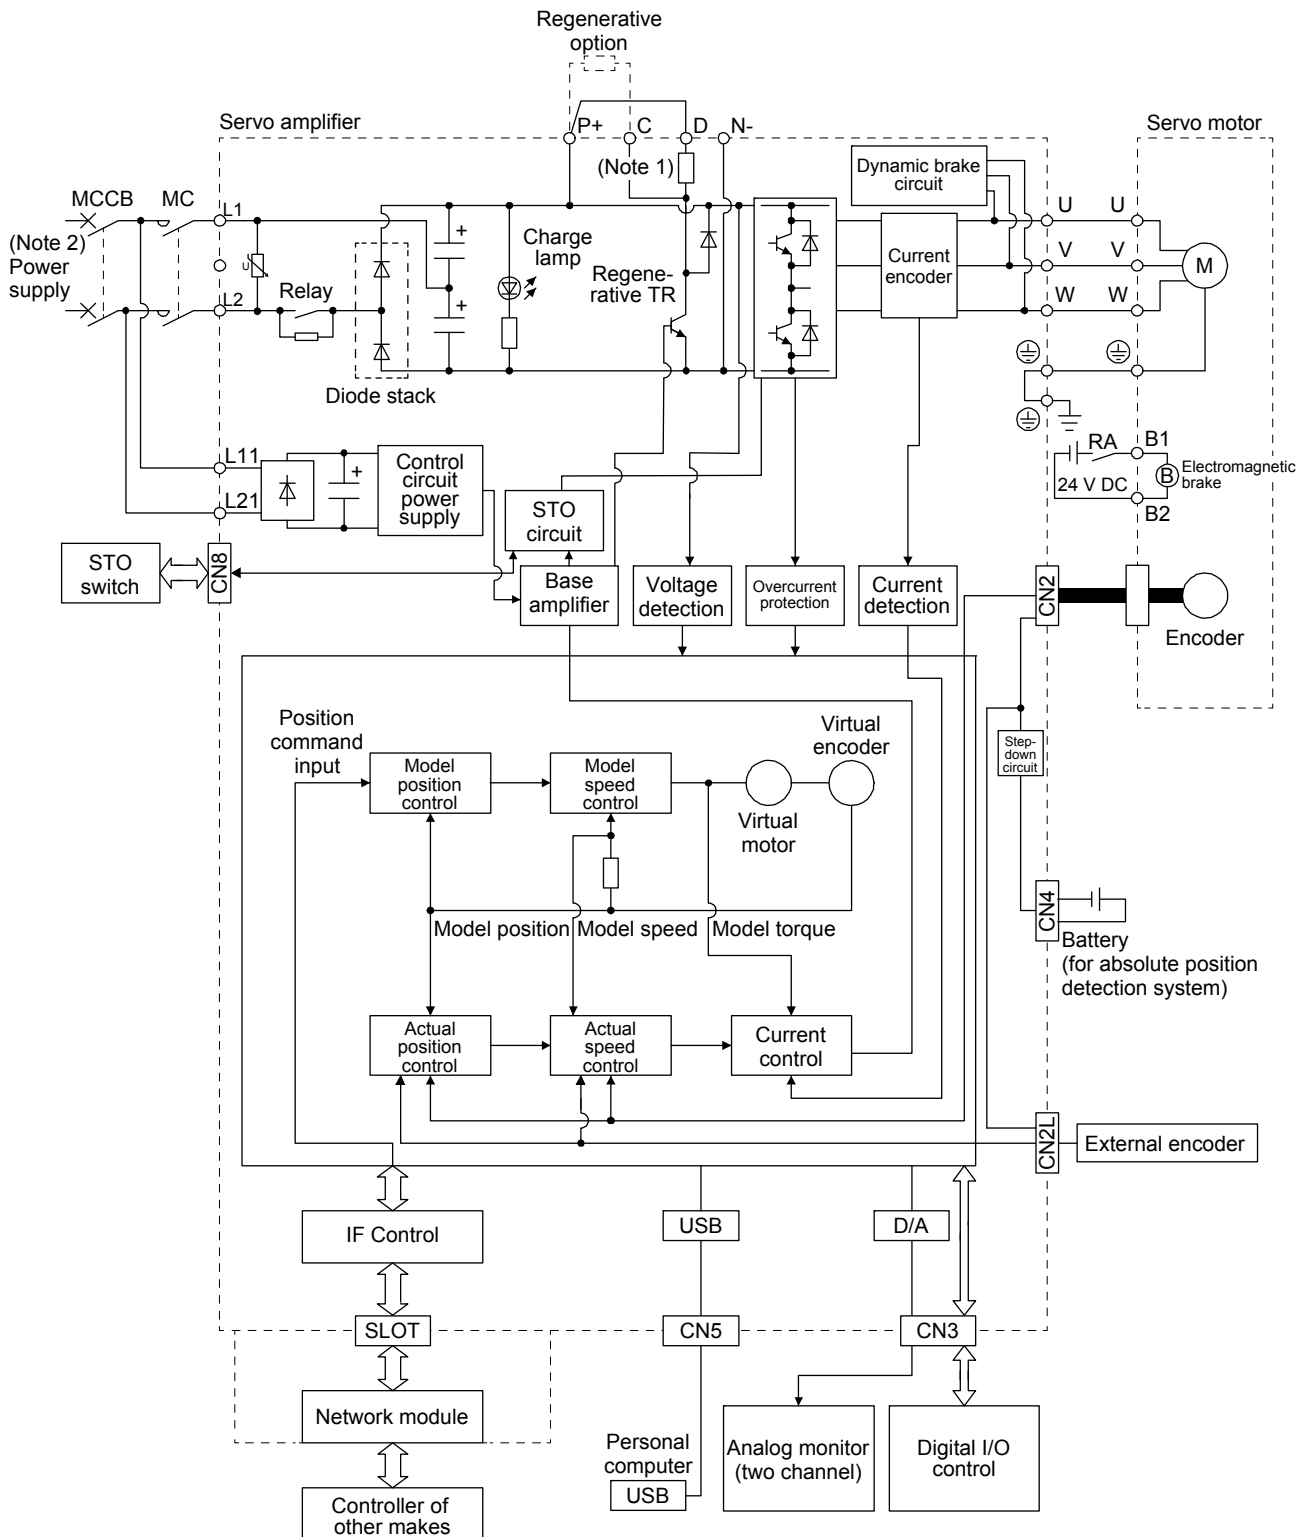 Regenerative
option
Servo amplifier
P+
C
D
N-
Servo motor
(Note 1)
Dynamic brake
circuit
MCCB
MC
L1
U
U
(Note 2)
Power
supply
U
Charge
lamp
Current
encoder
V
V
M
Relay
Regene-
rative TR
L2
W
W
Diode stack
L11
Control
circuit
power
supply
RA
B1
Electromagnetic
brake
B
24 V DC
L21
STO
circuit
B2
STO
switch
CN8
Base
amplifier
Voltage
detection
Overcurrent
protection
Current
detection
CN2
Encoder
Position
command
input
Virtual
encoder
Model
position
control
Model
speed
control
Step-
down
circuit
Virtual
motor
CN4
Model position
Model speed
Model torque
Battery
(for absolute position
detection system)
Actual
position
control
Actual
speed
control
Current
control
CN2L
External encoder
IF Control
USB
D/A
SLOT
CN5
CN3
Network module
Personal
computer
USB
Analog monitor
(two channel)
Digital I/O
control
Controller of
other makes